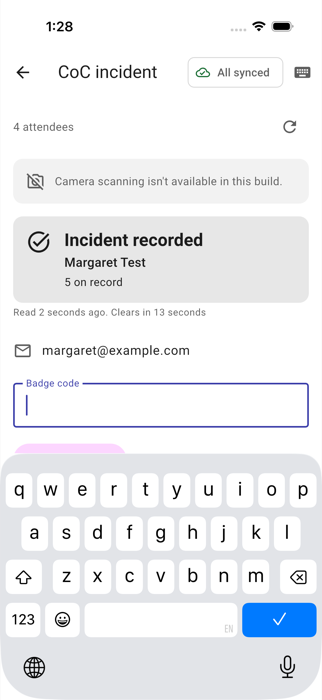 1:28
CoC incident
All synced
4 attendees
Camera scanning isn't available in this build.
Incident recorded
Margaret Test
5 on record
Read 2 seconds ago. Clears in 13 seconds
margaret@example.com
Badge code
q w e r t y u i o p
a s d f g h j k l
z x c v b n m
123
EN